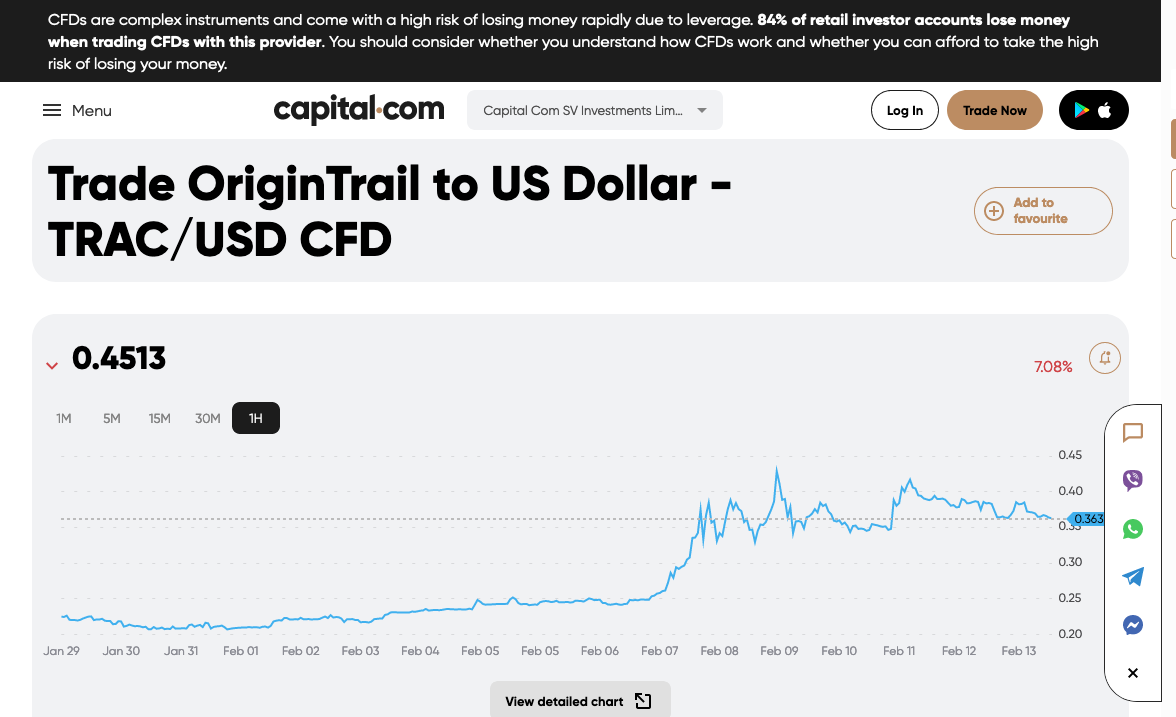 CFDs are complex instruments and come with a high risk of losing money rapidly due to leverage. 84% of retail investor accounts lose money
when trading CFDs with this provider. You should consider whether you understand how CFDs work and whether you can afford to take the high
risk of losing your money.
Menu
capital.com
Capital Com SV Investments Lim...
Log In
Trade Now
Trade OriginTrail to US Dollar -
TRAC/USD CFD
Add to
favourite
0.4513
7.08%
1M 5M 15M 30M 1H
0.45
0.40
0.363
0.35
0.30
0.25
0.20
Jan 29 Jan 30 Jan 31 Feb 01 Feb 02 Feb 03 Feb 04 Feb 05 Feb 05 Feb 06 Feb 07 Feb 08 Feb 09 Feb 10 Feb 11 Feb 12 Feb 13
View detailed chart